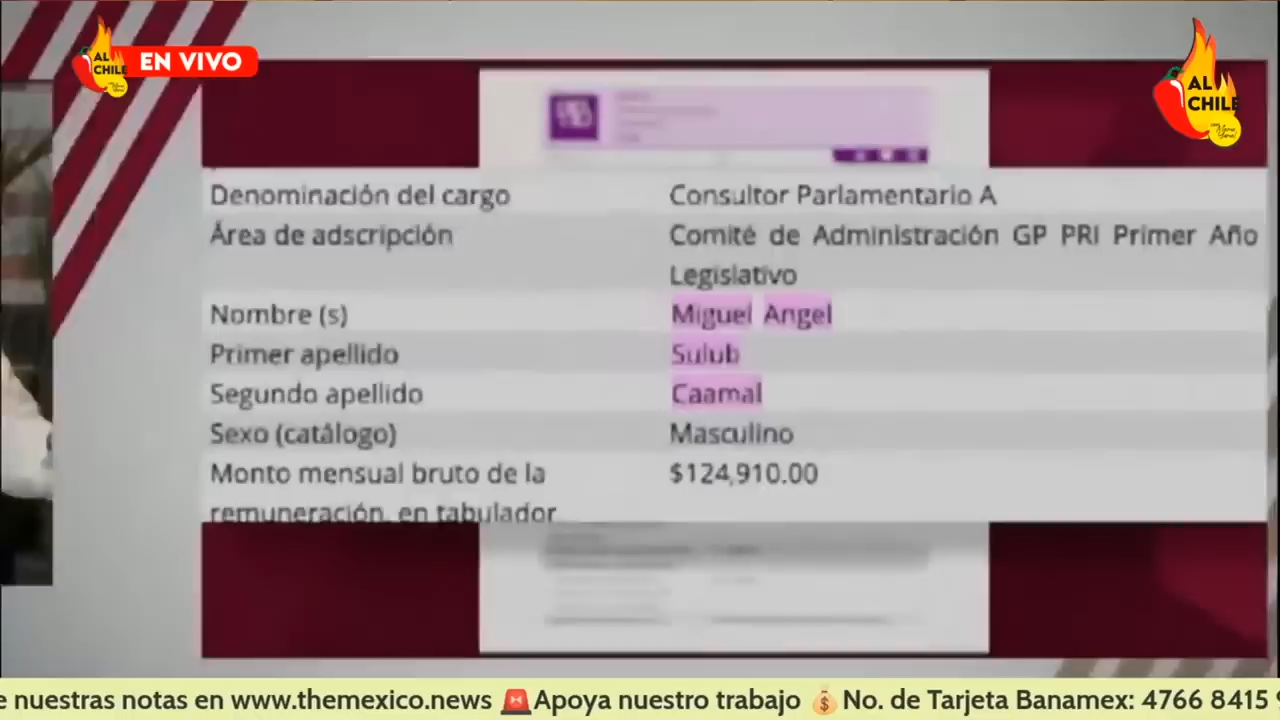 AL
CHILE
EN VIVO
AL
CHILE
Denominación del cargo Consultor Parlamentario A
Área de adscripción Comité de Administración GP PRI Primer Año
Legislativo
Nombre (s) Miguel Angel
Primer apellido Sulub
Segundo apellido Caamal
Sexo (catálogo) Masculino
Monto mensual bruto de la $124,910.00
remuneración, en tabulador
e nuestras notas en www.themexico.news 🚨Apoya nuestro trabajo 💰No. de Tarjeta Banamex: 4766 8415